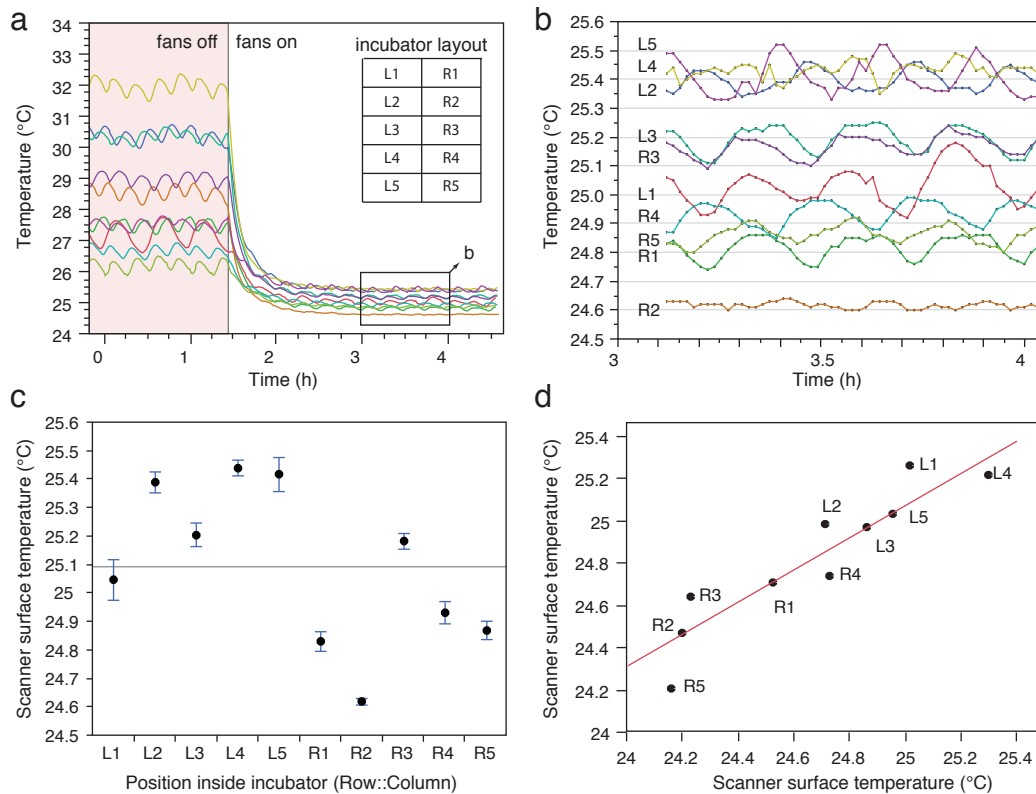 a
34
33
32
31
30
29
28
27
26
25
24
Temperature (°C)
fans off
fans on
incubator layout
L1 R1
L2 R2
L3 R3
L4 R4
L5 R5
b
0 1 2 3 4
Time (h)
b
25.6
25.5
25.4
25.3
25.2
25.1
25.0
24.9
24.8
24.7
24.6
24.5
Temperature (°C)
L5
L4
L2
L3
R3
L1
R4
R5
R1
R2
3 3.5 4
Time (h)
c
25.6
25.5
25.4
25.3
25.2
25.1
25
24.9
24.8
24.7
24.6
24.5
Scanner surface temperature (°C)
L1 L2 L3 L4 L5 R1 R2 R3 R4 R5
Position inside incubator (Row::Column)
d
25.4
25.2
25
24.8
24.6
24.4
24.2
24
Scanner surface temperature (°C)
L1
L4
L2
L5
L3
R4
R3
R1
R2
R5
24 24.2 24.4 24.6 24.8 25 25.2 25.4
Scanner surface temperature (°C)